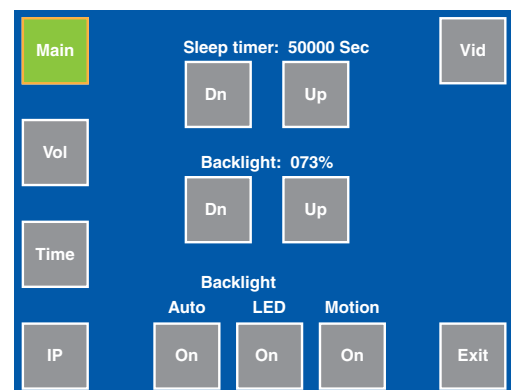 Main
Sleep timer: 50000 Sec
Vid
Dn
Up
Vol
Backlight: 073%
Dn
Up
Time
Backlight
Auto
LED
Motion
IP
On
On
On
Exit